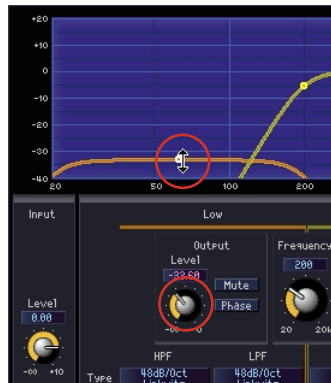 +20
+10
0
-10
-20
-30
-40
20 50 100 200
Input
Low
Output
Frequency
Level
-33.60
Mute
200
Phase
-∞ 0
20 20k
Level
0.00
-∞ +10
HPF LPF
Type
48dB/Oct 48dB/Oct